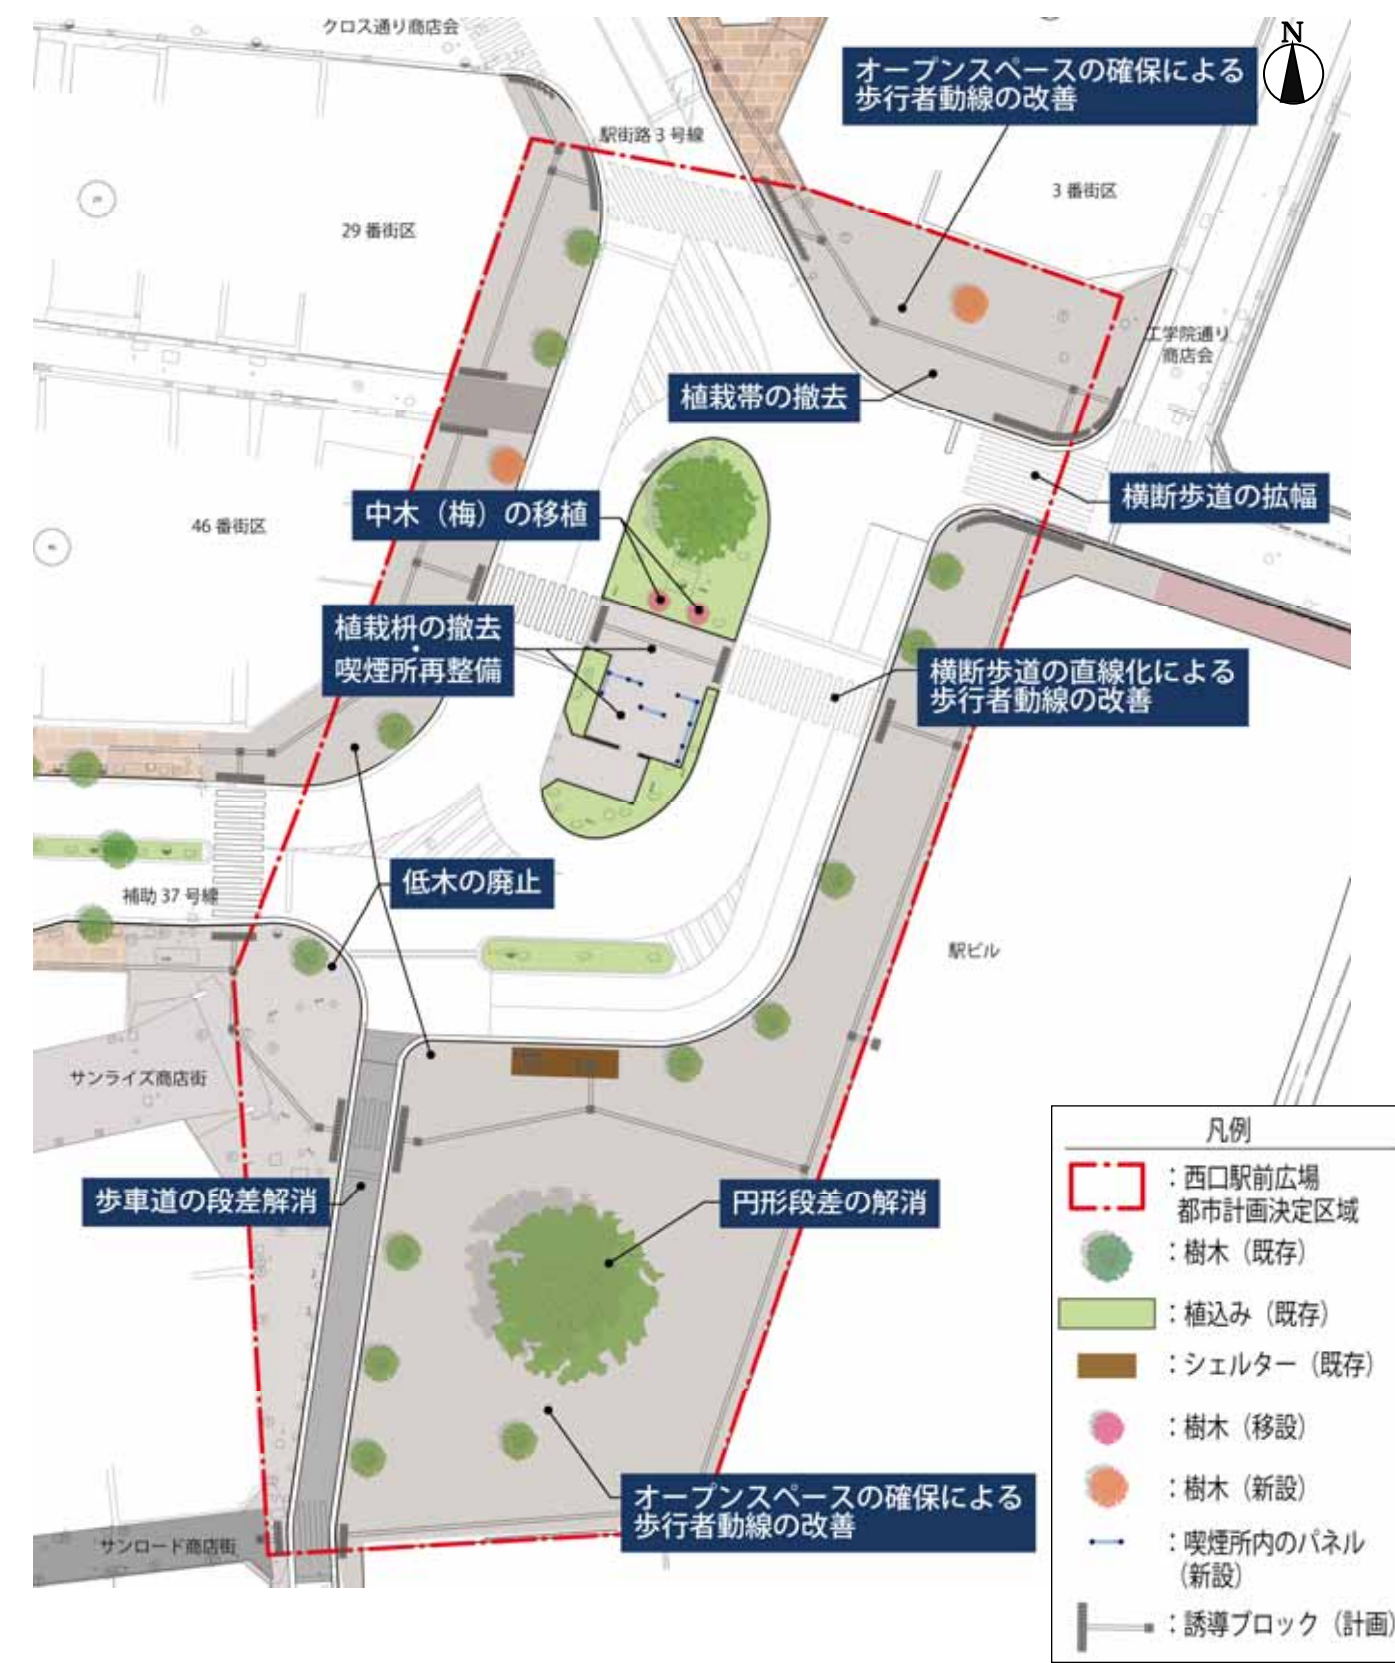 クロス通り商店会
N
オープンスペースの確保による
歩行者動線の改善
駅街路3号線
3番街区
29番街区
工学院通り
商店会
植栽帯の撤去
横断歩道の拡幅
中木（梅）の移植
46番街区
植栽枡の撤去
・
喫煙所再整備
横断歩道の直線化による
歩行者動線の改善
低木の廃止
補助37号線
駅ビル
サンライズ商店街
歩車道の段差解消
円形段差の解消
オープンスペースの確保による
歩行者動線の改善
サンロード商店街
凡例
：西口駅前広場
都市計画決定区域
：樹木（既存）
：植込み（既存）
：シェルター（既存）
：樹木（移設）
：樹木（新設）
：喫煙所内のパネル
（新設）
：誘導ブロック（計画）